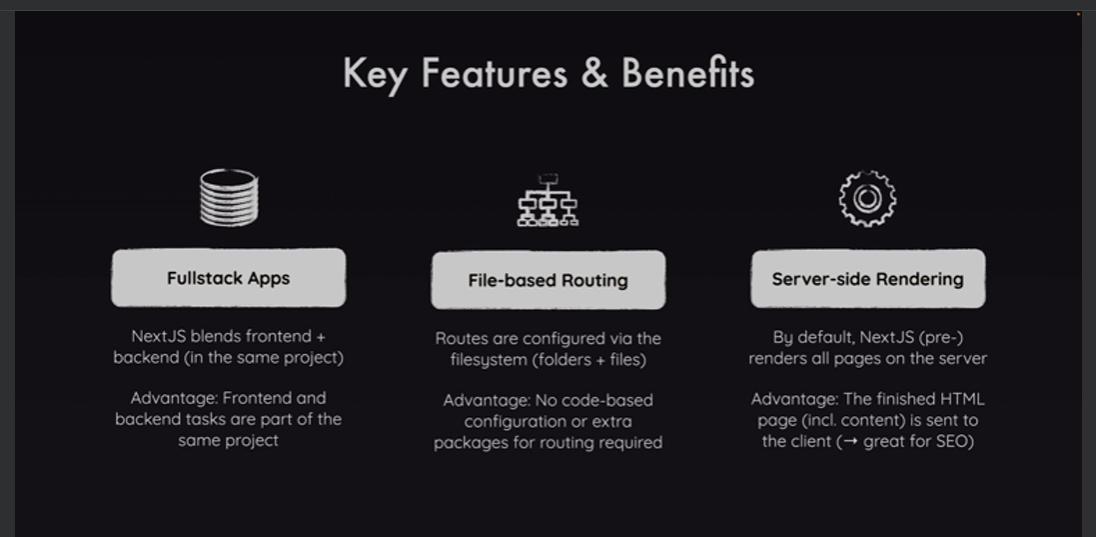 Key Features & Benefits
Fullstack Apps
NextJS blends frontend +
backend (in the same project)
Advantage: Frontend and
backend tasks are part of the
same project
File-based Routing
Routes are configured via the
filesystem (folders + files)
Advantage: No code-based
configuration or extra
packages for routing required
Server-side Rendering
By default, NextJS (pre-)
renders all pages on the server
Advantage: The finished HTML
page (incl. content) is sent to
the client (→ great for SEO)